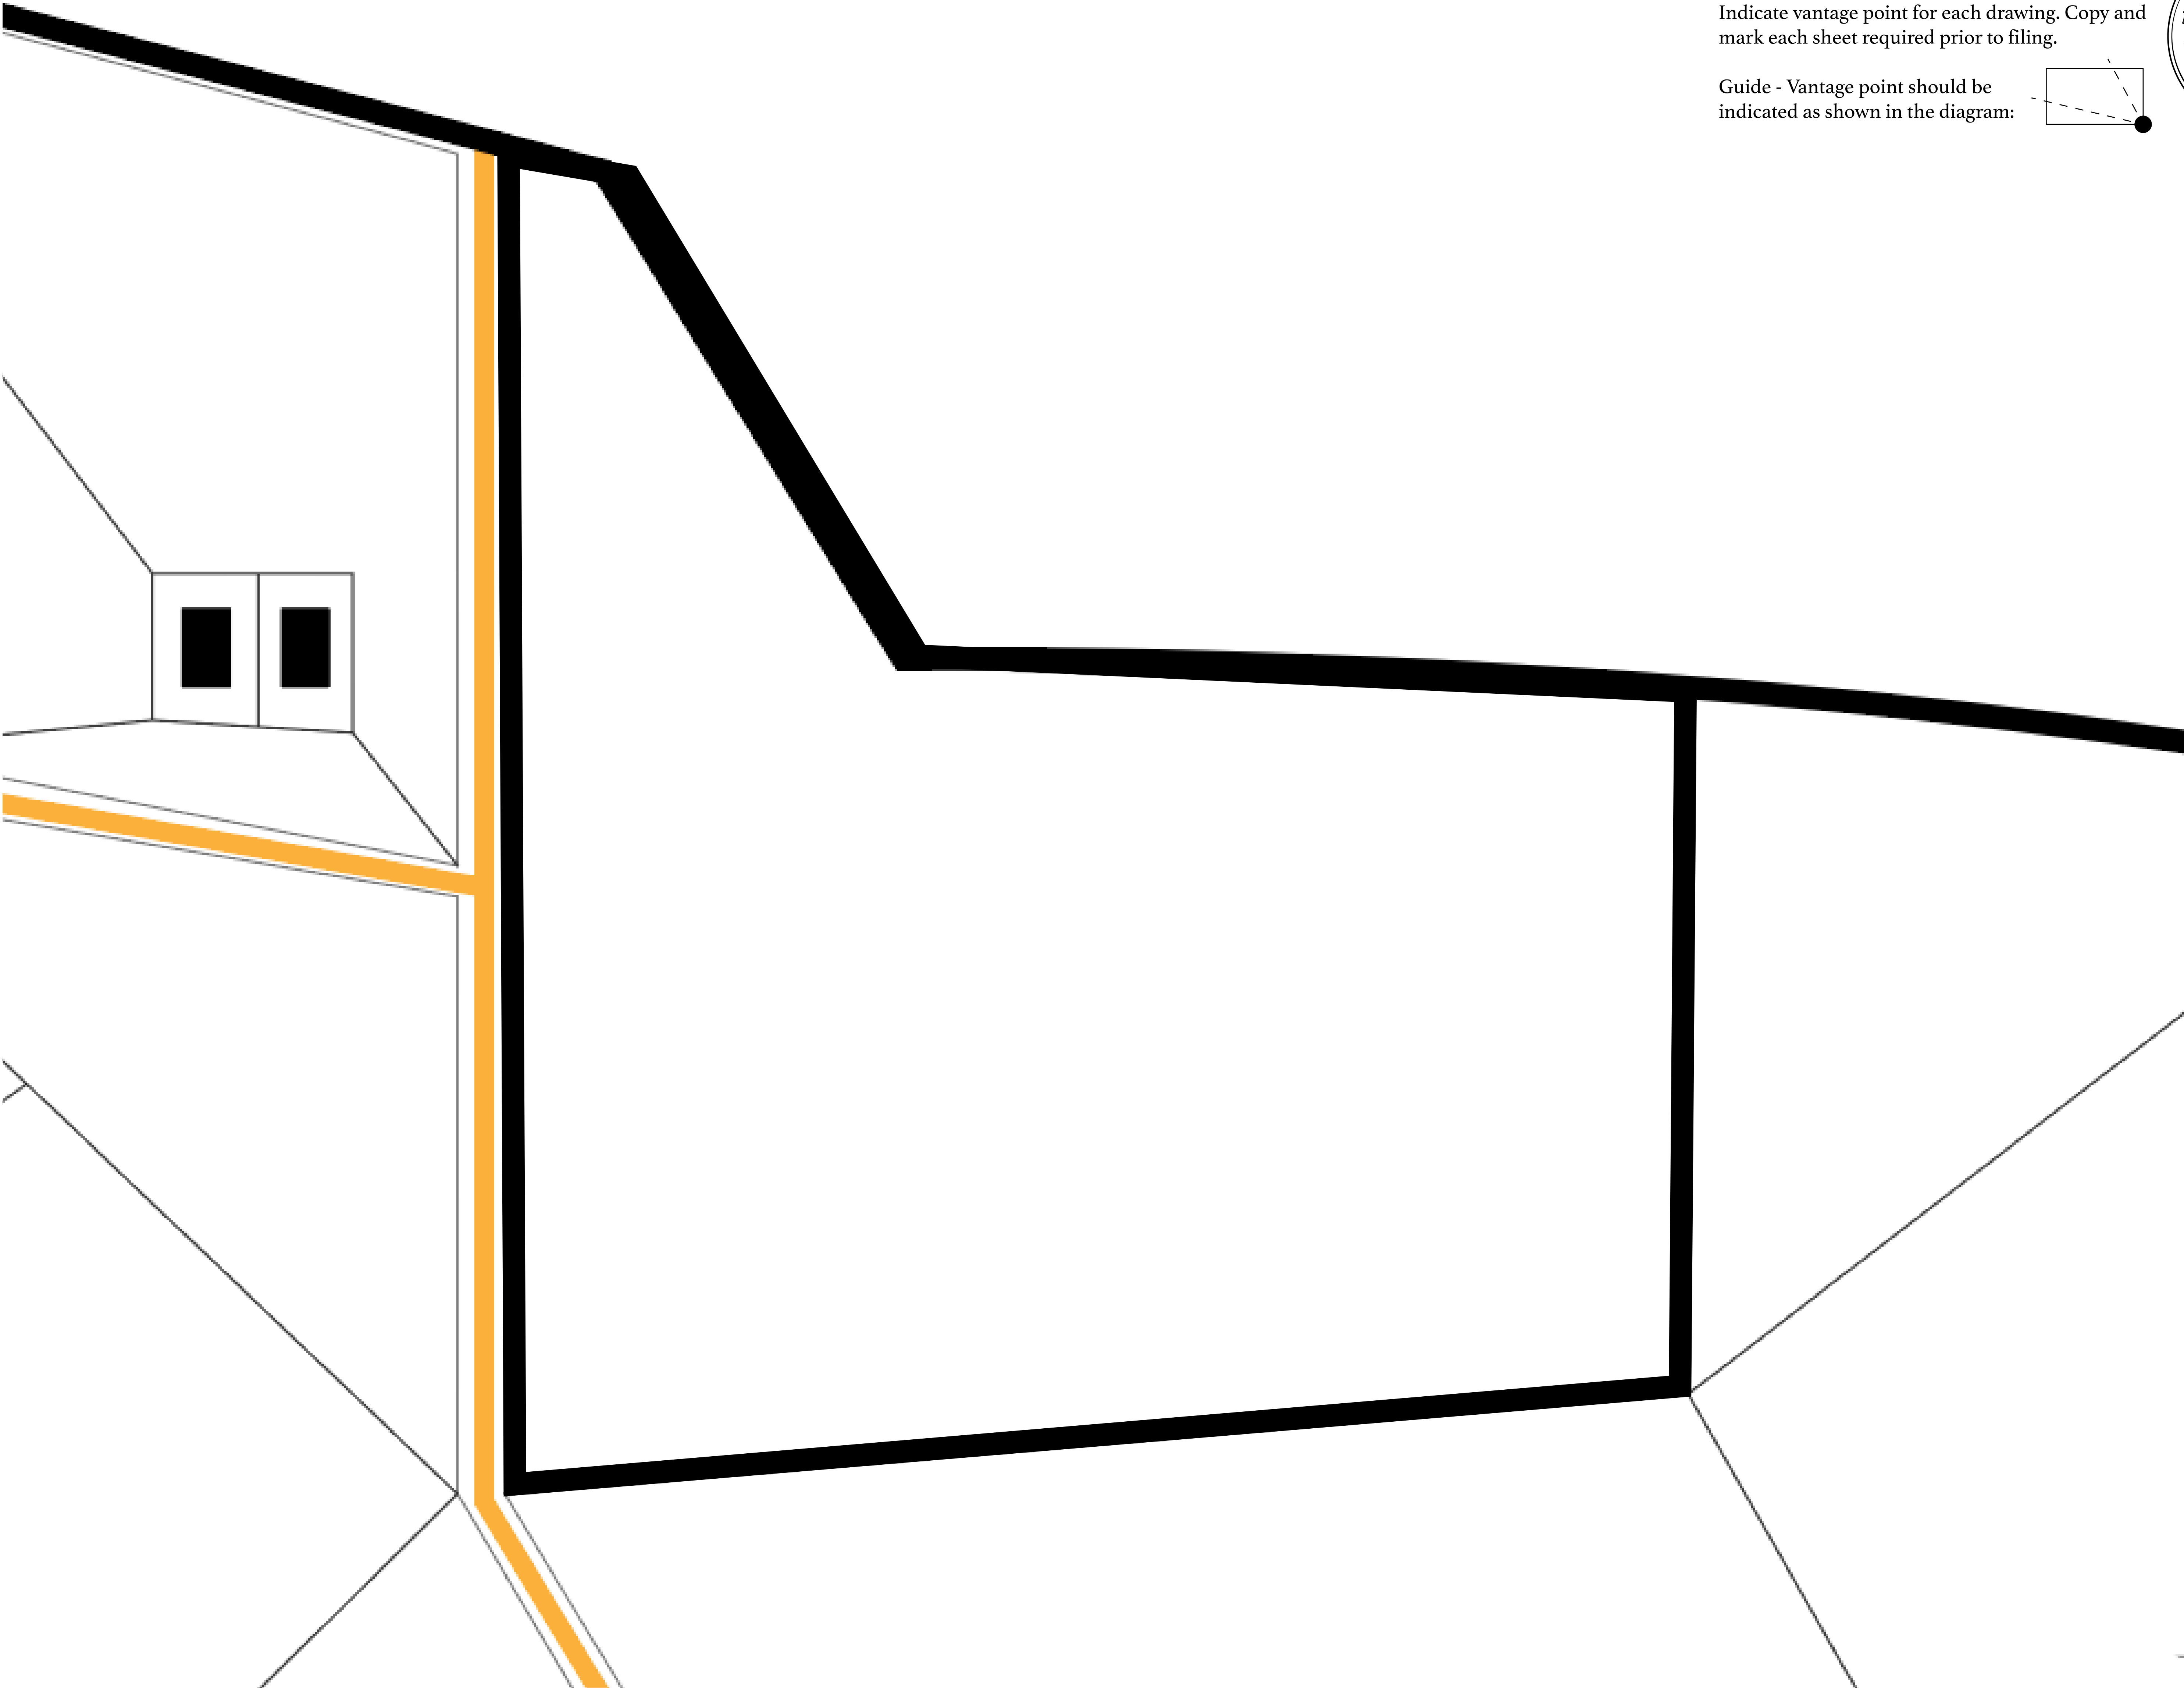 Indicate vantage point for each drawing. Copy and
mark each sheet required prior to filing.
Guide - Vantage point should be
indicated as shown in the diagram: